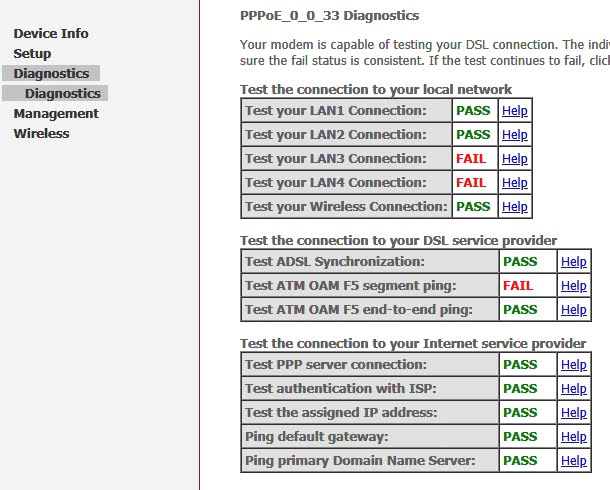 Device Info
Setup
Diagnostics
Diagnostics
Management
Wireless
PPPoE_0_0_33 Diagnostics
Your modem is capable of testing your DSL connection. The
sure the fail status is consistent. If the test continues to fail,
Test the connection to your local network
Test your LAN1 Connection: PASS Help
Test your LAN2 Connection: PASS Help
Test your LAN3 Connection: FAIL Help
Test your LAN4 Connection: FAIL Help
Test your Wireless Connection: PASS Help
Test the connection to your DSL service provider
Test ADSL Synchronization: PASS Help
Test ATM OAM F5 segment ping: FAIL Help
Test ATM OAM F5 end-to-end ping: PASS Help
Test the connection to your Internet service provider
Test PPP server connection: PASS Help
Test authentication with ISP: PASS Help
Test the assigned IP address: PASS Help
Ping default gateway: PASS Help
Ping primary Domain Name Server: PASS Help